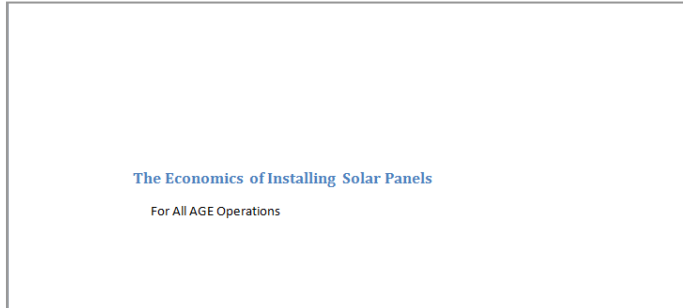 The Economics of Installing Solar Panels
For All AGE Operations